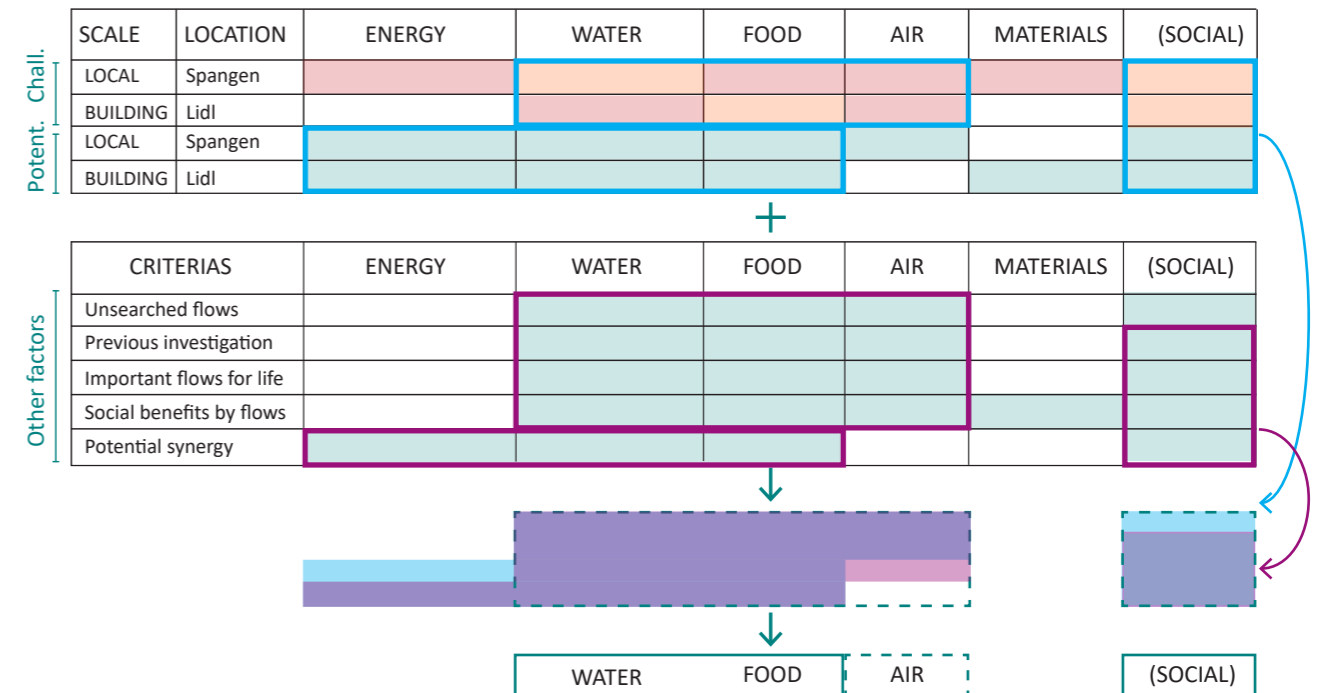 SCALE LOCATION ENERGY WATER FOOD AIR MATERIALS (SOCIAL)
Chall.
LOCAL Spangen
BUILDING Lidl
Potent.
LOCAL Spangen
BUILDING Lidl
+
CRITERIAS ENERGY WATER FOOD AIR MATERIALS (SOCIAL)
Other factors
Unsearched flows
Previous investigation
Important flows for life
Social benefits by flows
Potential synergy
WATER FOOD AIR (SOCIAL)